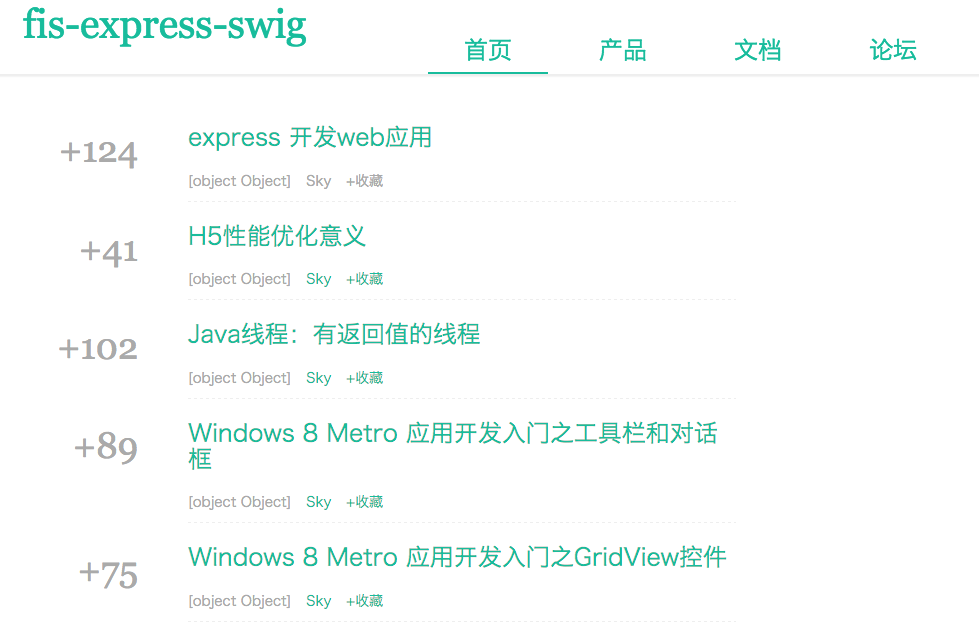 fis-express-swig
首页 产品 文档 论坛
+124
express 开发web应用
[object Object] Sky +收藏
+41
H5性能优化意义
[object Object] Sky +收藏
+102
Java线程：有返回值的线程
[object Object] Sky +收藏
+89
Windows 8 Metro 应用开发入门之工具栏和对话
框
[object Object] Sky +收藏
+75
Windows 8 Metro 应用开发入门之GridView控件
[object Object] Sky +收藏